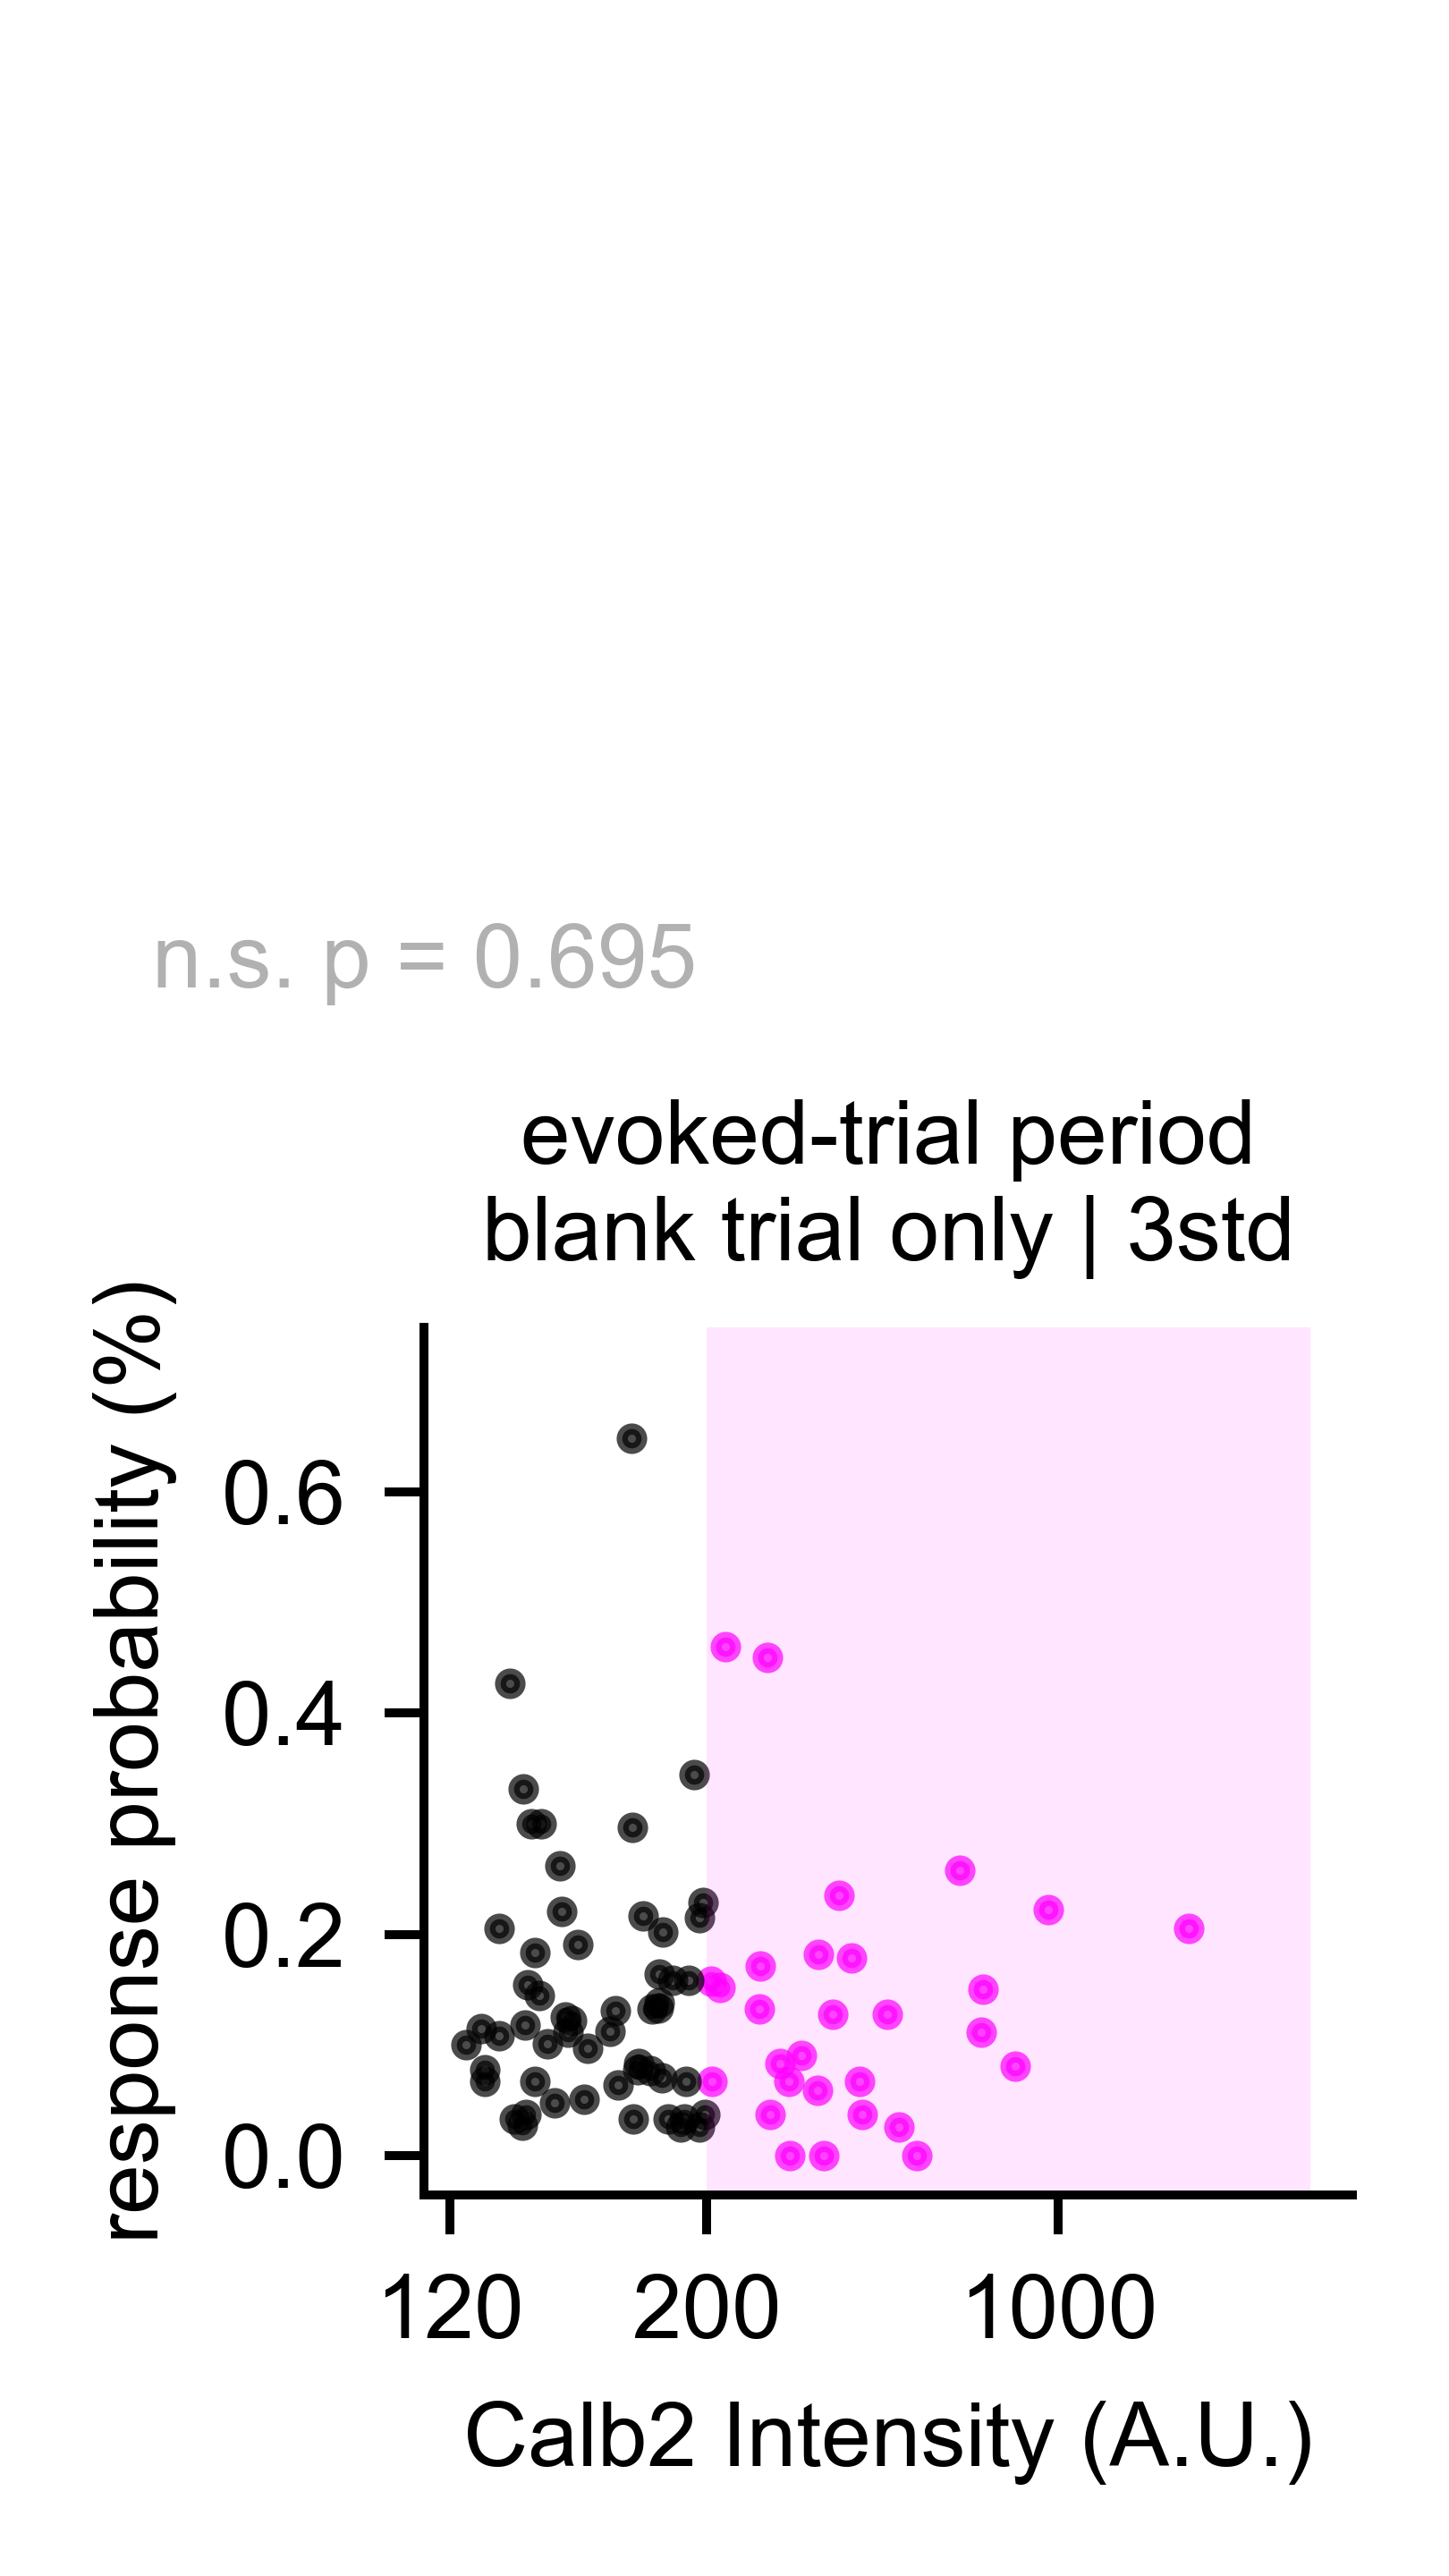 n.s. p = 0.695
evoked-trial period
blank trial only | 3std
response probability (%)
0.6
0.4
0.2
0.0
120
200
1000
Calb2 Intensity (A.U.)